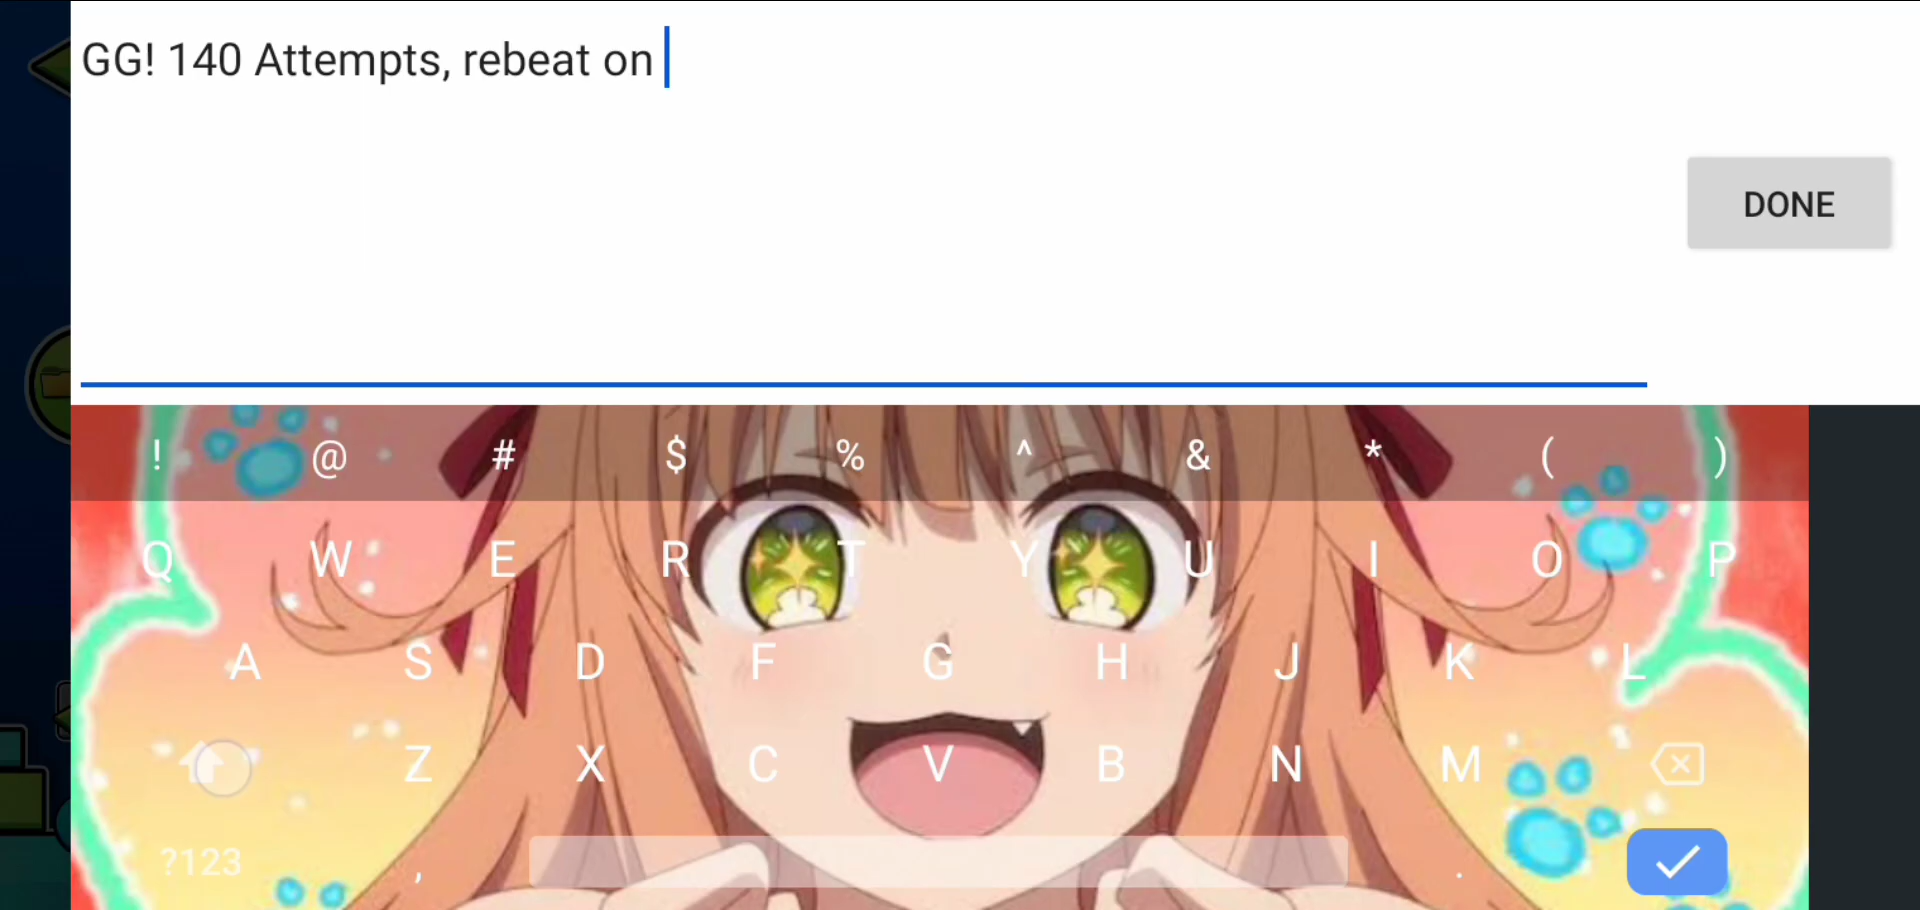 GG! 140 Attempts, rebeat on
DONE
! @ # $ % ^ & * ( )
Q W E R T Y U I O P
A S D F G H J K L
Z X C V B N M
?123 , .